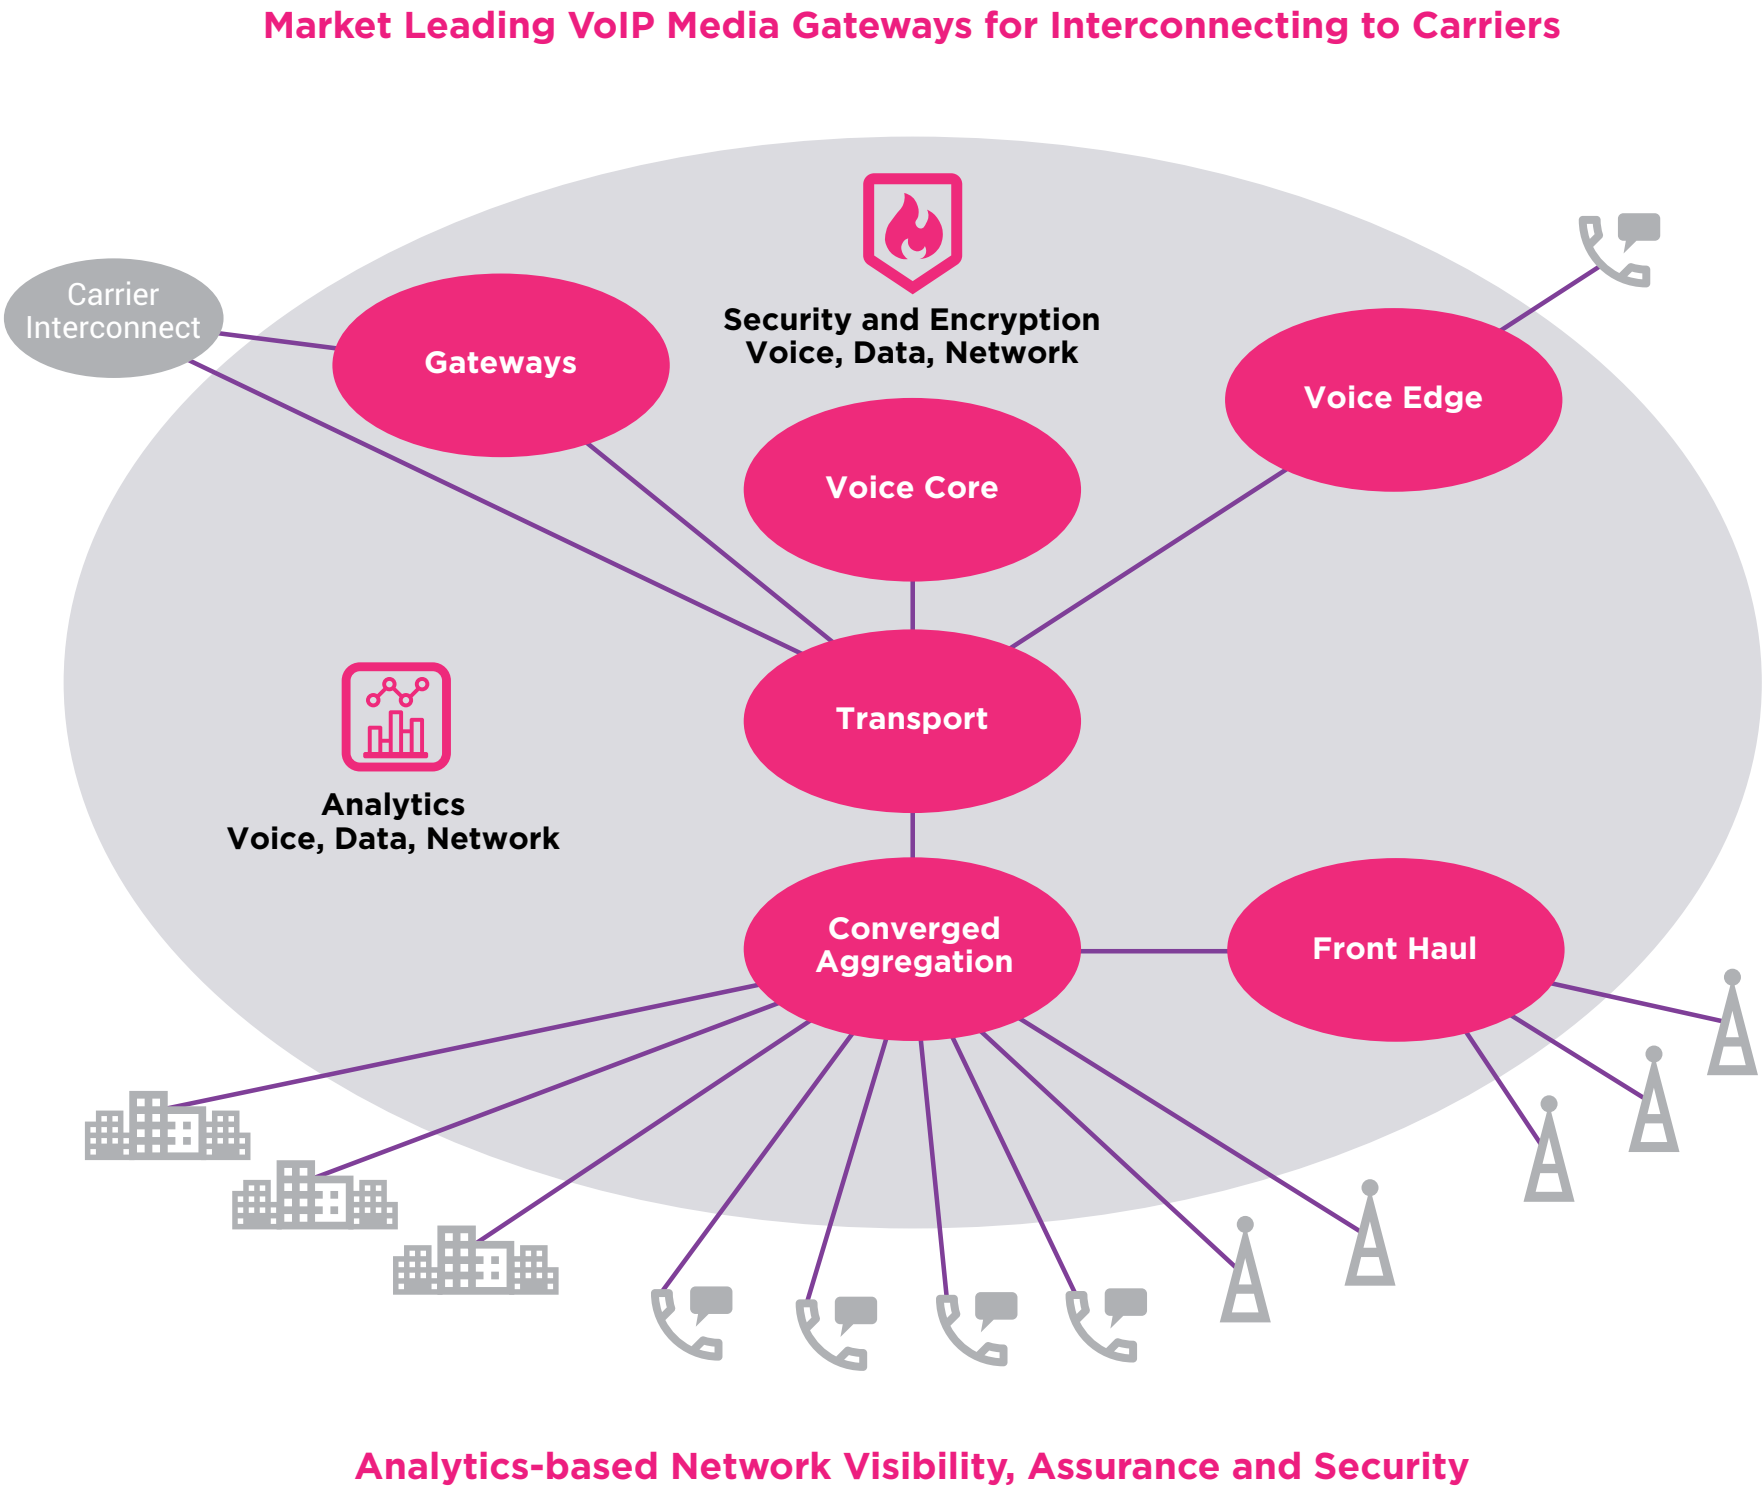 Market Leading VoIP Media Gateways for Interconnecting to Carriers
Carrier
Interconnect
Gateways
Security and Encryption
Voice, Data, Network
Voice Edge
Voice Core
Transport
Analytics
Voice, Data, Network
Converged
Aggregation
Front Haul
Analytics-based Network Visibility, Assurance and Security